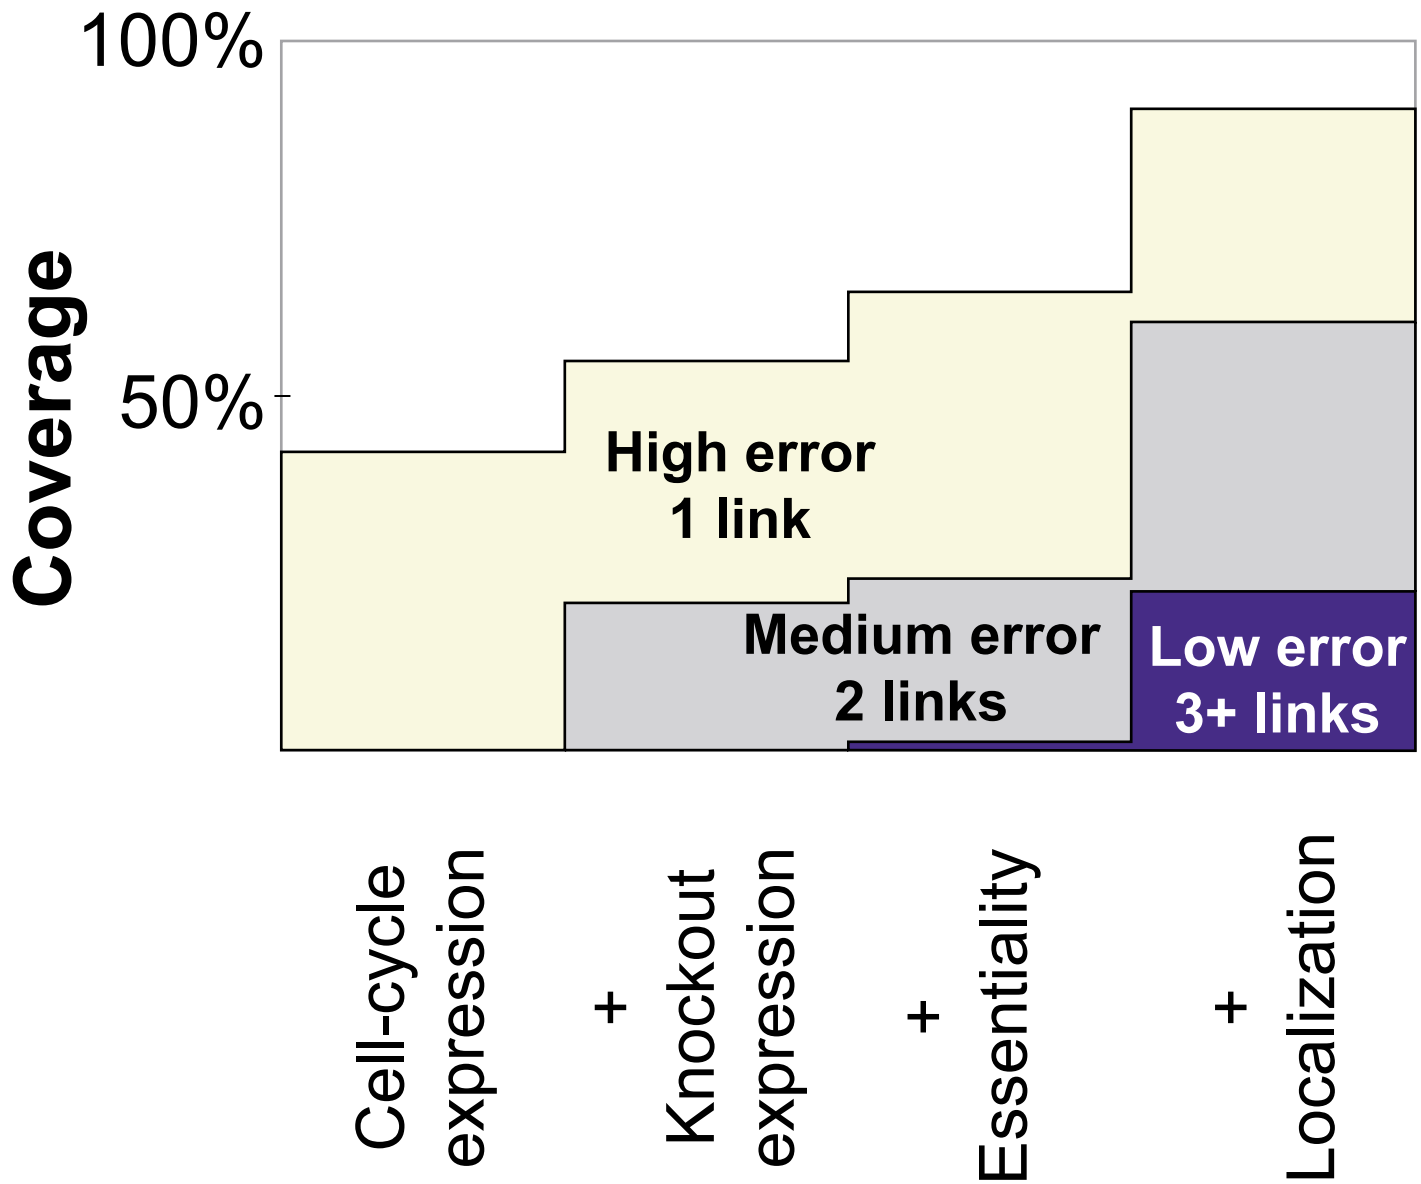 100%
50%
Coverage
High error
1 link
Medium error
2 links
Low error
3+ links
Cell-cycle
expression
+
Knockout
expression
+
Essentiality
+
Localization